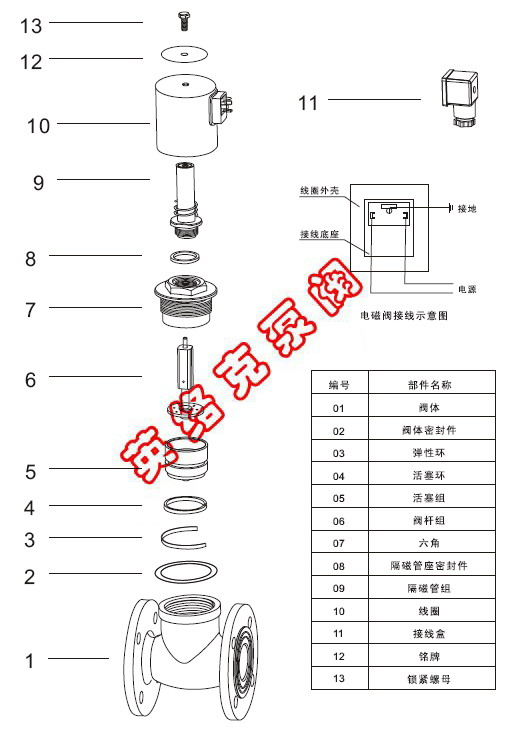 13
12
10
11
9
线圈外壳
接地
接线底座
8
电源
7
电磁阀接线示意图
英洛克泵阀
6
5
4
3
2
1
编号 部件名称
01 阀体
02 阀体密封件
03 弹性环
04 活塞环
05 活塞组
06 阀杆组
07 六角
08 隔磁管座密封件
09 隔磁管组
10 线圈
11 接线盒
12 铭牌
13 锁紧螺母